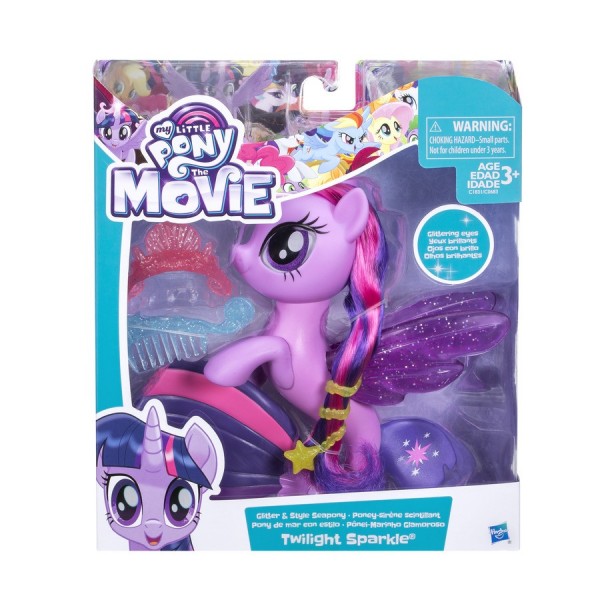 my LITTLE
PONY
THE
MOVIE
WARNING:
CHOKING HAZARD–Small parts.
Not for children under 3 years.
AGE
EDAD
IDADE
3+
Glittering eyes
Yeux brillants
Ojos con brillo
Olhos brilhantes
Glitter & Style Seapony • Poney-sirène scintillant
Pony de mar con estilo • Pônei-Marinho Glamoroso
Twilight Sparkle®
Hasbro